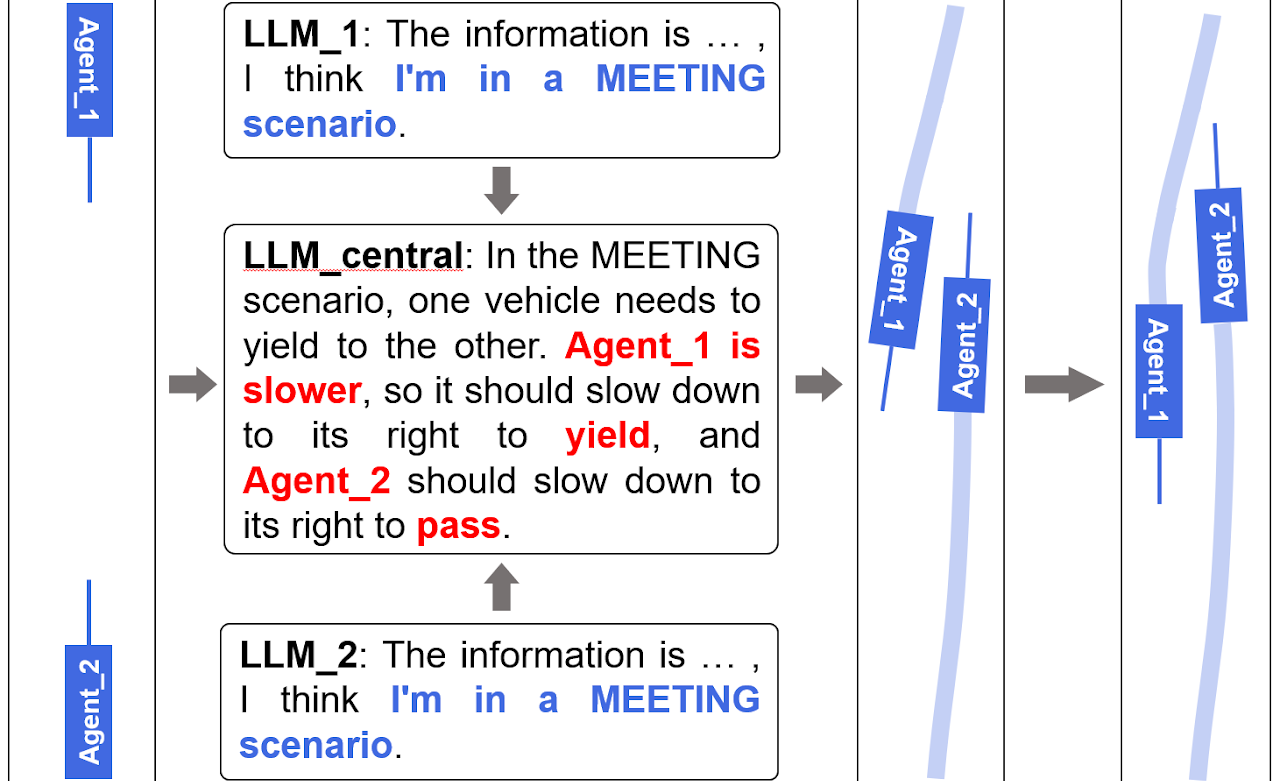 Agent_1
Agent_2
LLM_1: The information is … ,
I think I'm in a MEETING
scenario.
LLM_central: In the MEETING
scenario, one vehicle needs to
yield to the other. Agent_1 is
slower, so it should slow down
to its right to yield, and
Agent_2 should slow down to
its right to pass.
LLM_2: The information is … ,
I think I'm in a MEETING
scenario.
Agent_1
Agent_2
Agent_1
Agent_2